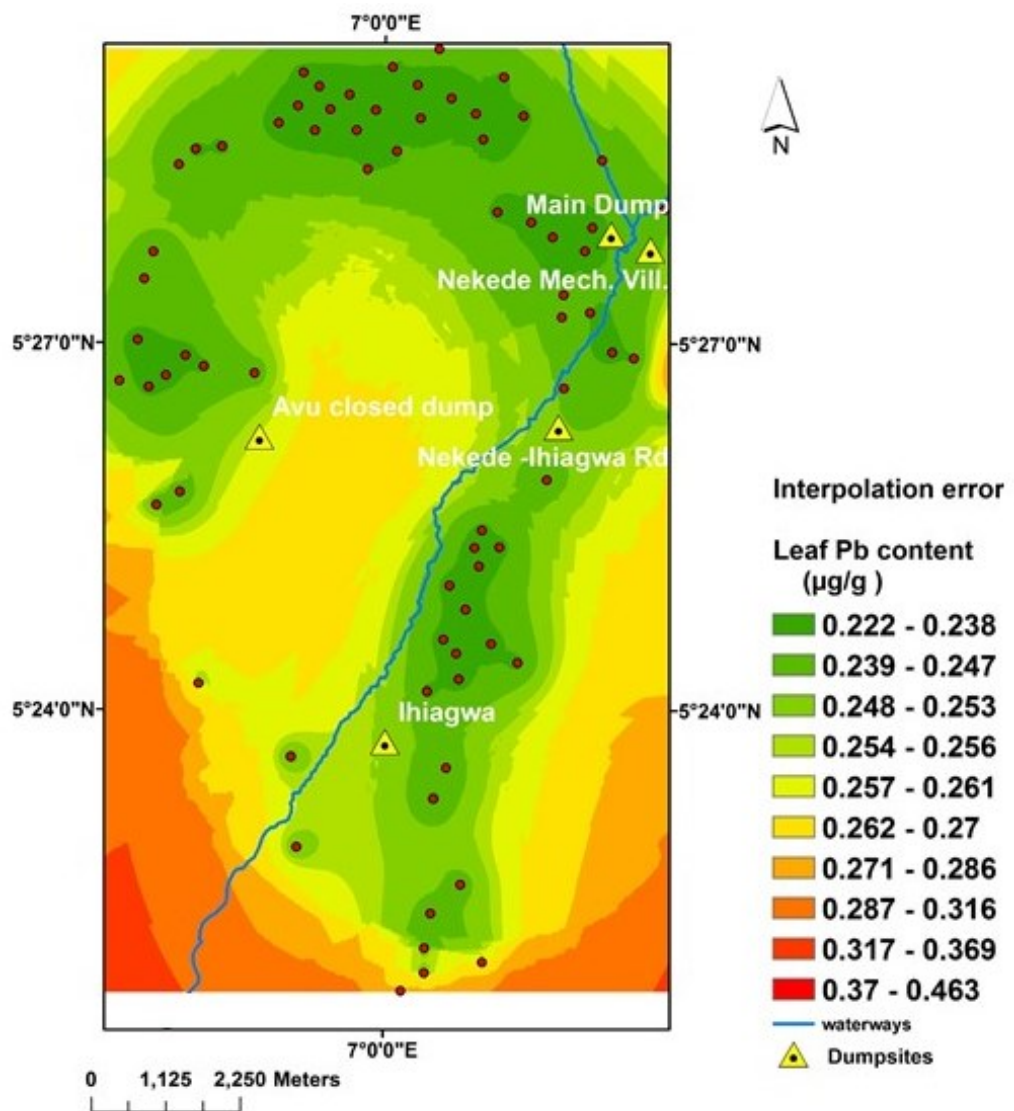 7°0'0"E
N
Main Dump
Nekede Mech. Vill.
5°27'0"N
5°27'0"N
Avu closed dump
Nekede -Ihiagwa Rd
Interpolation error
Leaf Pb content
(µg/g )
0.222 - 0.238
0.239 - 0.247
0.248 - 0.253
0.254 - 0.256
0.257 - 0.261
0.262 - 0.27
0.271 - 0.286
0.287 - 0.316
0.317 - 0.369
0.37 - 0.463
waterways
Dumpsites
5°24'0"N
5°24'0"N
Ihiagwa
7°0'0"E
0 1,125 2,250 Meters